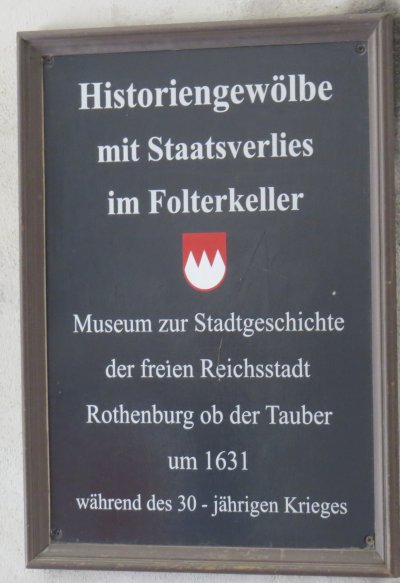 Historiengewölbe
mit Staatsverlies
im Folterkeller
Museum zur Stadtgeschichte
der freien Reichsstadt
Rothenburg ob der Tauber
um 1631
während des 30 - jährigen Krieges